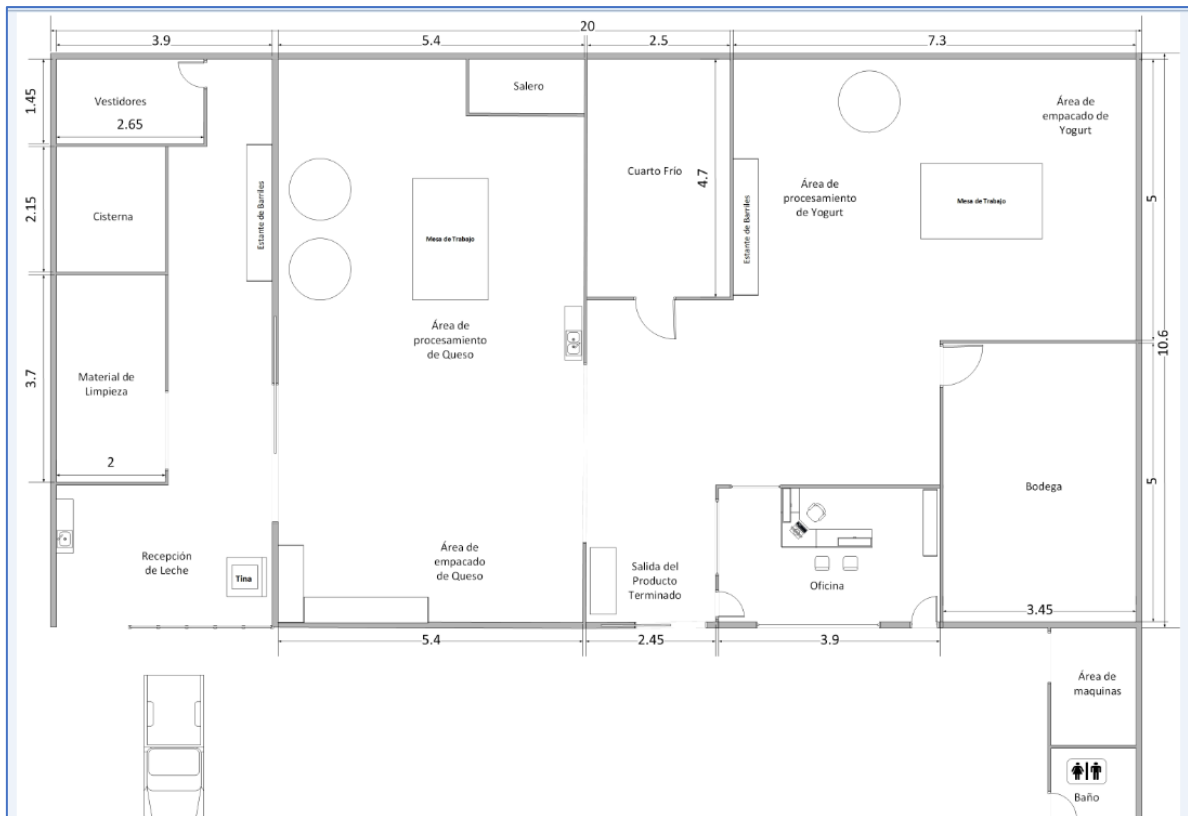 20
3.9
5.4
2.5
7.3
1.45
Vestidores
2.65
Salero
Área de
empacado de
Yogurt
2.15
Cisterna
Estante de Barriles
Mesa de Trabajo
Cuarto Frío
4.7
Estante de Barriles
Área de
procesamiento
de Yogurt
Mesa de Trabajo
5
3.7
Material de
Limpieza
2
Área de
procesamiento
de Queso
10.6
Bodega
5
3.45
Recepción
de Leche
Tina
Área de
empacado
de Queso
Salida del
Producto
Terminado
Oficina
5.4
2.45
3.9
Área de
maquinas
Baño